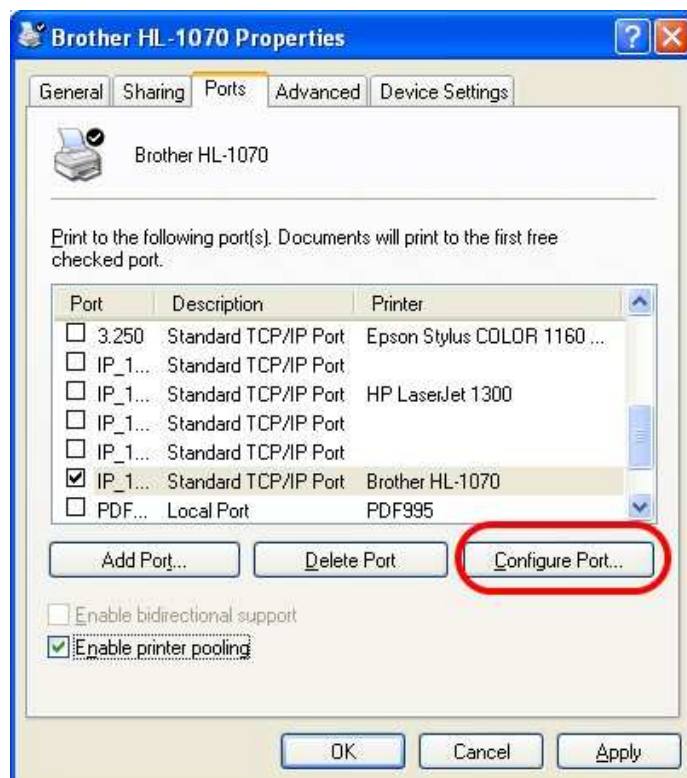 Brother HL-1070 Properties
General Sharing Ports Advanced Device Settings
Brother HL-1070
Print to the following port(s). Documents will print to the first free
checked port.
Port Description Printer
3.250 Standard TCP/IP Port Epson Stylus COLOR 1160 ...
IP_1... Standard TCP/IP Port
IP_1... Standard TCP/IP Port HP LaserJet 1300
IP_1... Standard TCP/IP Port
IP_1... Standard TCP/IP Port
IP_1... Standard TCP/IP Port Brother HL-1070
PDF... Local Port PDF995
Add Port... Delete Port Configure Port...
Enable bidirectional support
Enable printer pooling
OK Cancel Apply